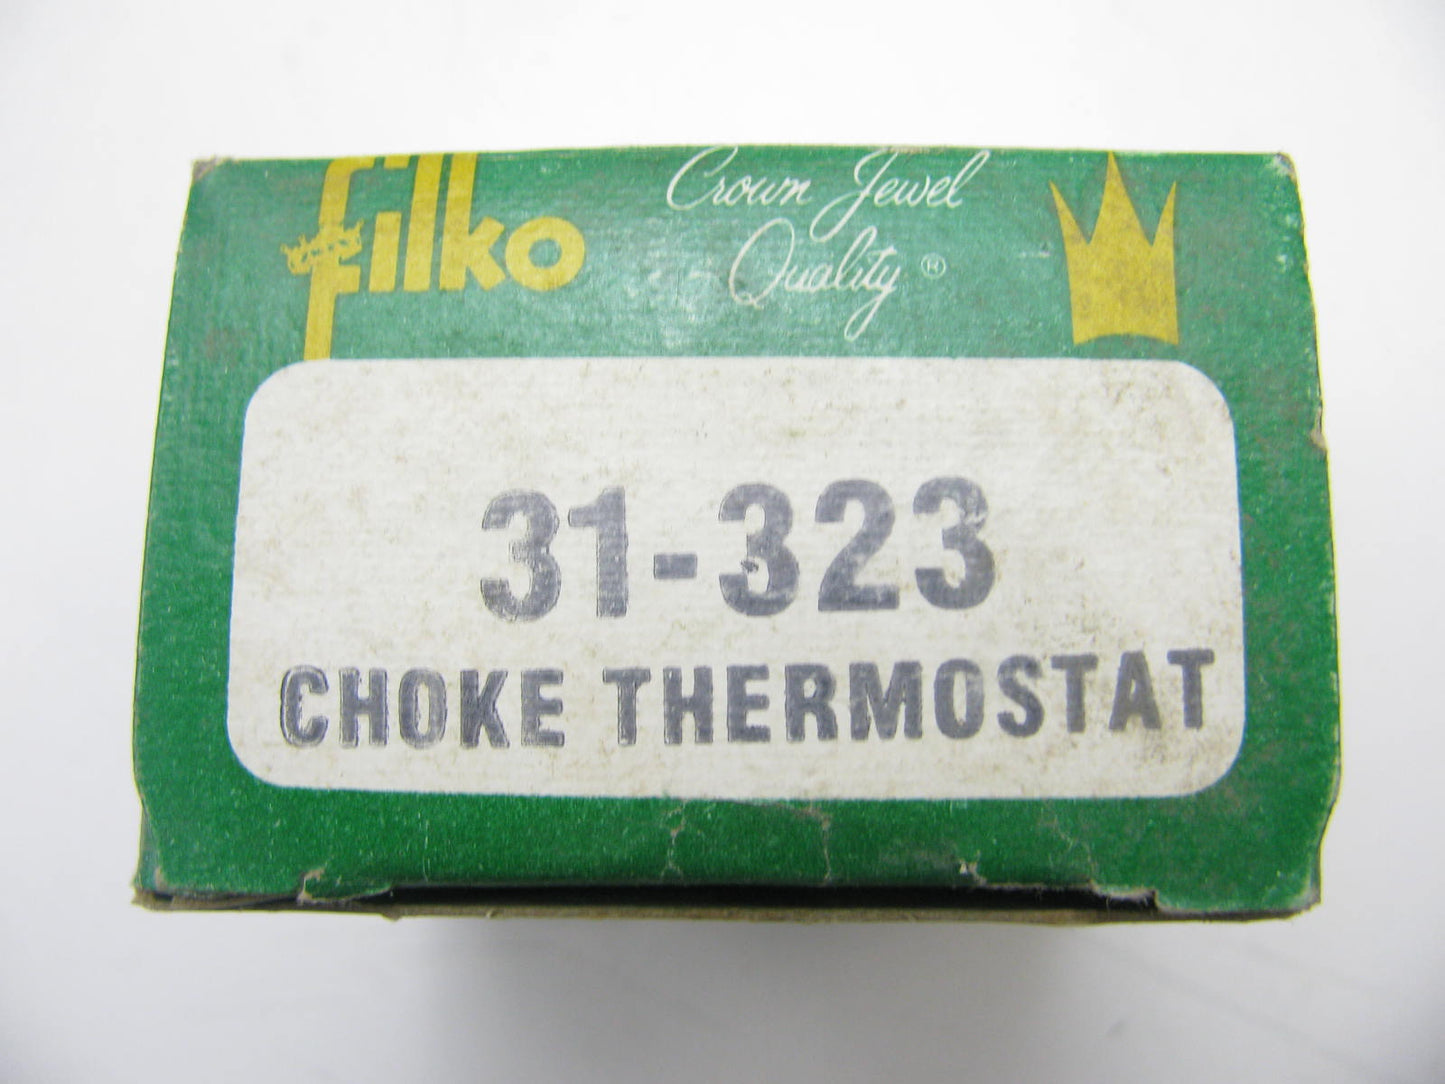 filko
Crown Jewel
Quality ®
31-323
CHOKE THERMOSTAT